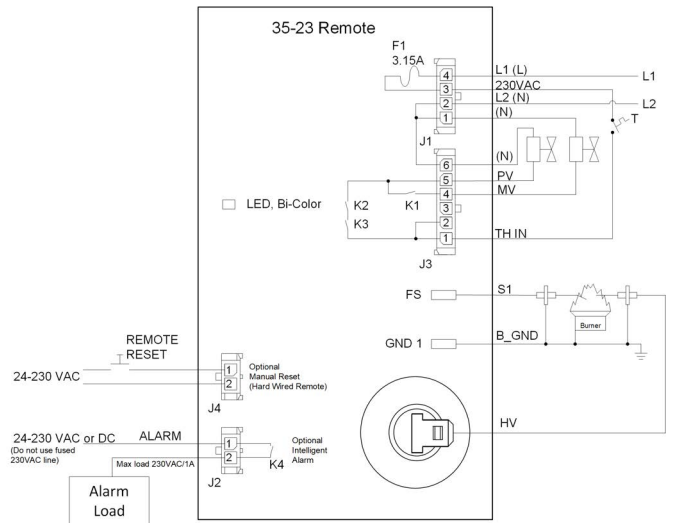 35-23 Remote
F1
3.15A
L1 (L)
L1
4
3
230VAC
L2 (N)
L2
2
(N)
1
T
J1
(N)
6
PV
5
MV
4
LED, Bi-Color
K2
K1
3
K3
2
TH IN
1
J3
FS
S1
Burner
GND 1
B_GND
REMOTE
RESET
24-230 VAC
1
2
Optional
Manual Reset
(Hard Wired Remote)
J4
HV
24-230 VAC or DC
ALARM
(Do not use fused
230VAC line)
Max load 230VAC/1A
1
2
K4
Optional
Intelligent
Alarm
J2
Alarm
Load